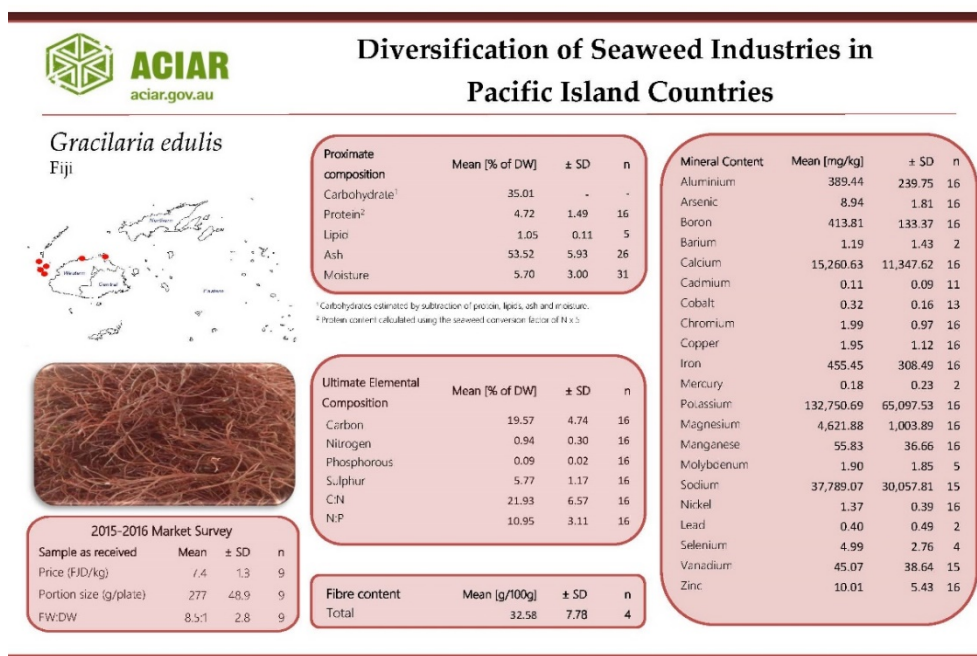 ACIAR
aciar.gov.au
Diversification of Seaweed Industries in
Pacific Island Countries
Gracilaria edulis
Fiji
Northern
Western
Central
Eastern
2015-2016 Market Survey
Sample as received Mean ± SD n
Price (FJD/kg) 7.4 1.3 9
Portion size (g/plate) 277 48.9 9
FW:DW 8.5:1 2.8 9
Proximate
composition Mean [% of DW] ± SD n
Carbohydrate¹ 35.01 - -
Protein² 4.72 1.49 16
Lipid 1.05 0.11 5
Ash 53.52 5.93 26
Moisture 5.70 3.00 31
¹ Carbohydrates estimated by subtraction of protein, lipids, ash and moisture.
² Protein content calculated using the seaweed conversion factor of N x 5
Ultimate Elemental
Composition Mean [% of DW] ± SD n
Carbon 19.57 4.74 16
Nitrogen 0.94 0.30 16
Phosphorous 0.09 0.02 16
Sulphur 5.77 1.17 16
C:N 21.93 6.57 16
N:P 10.95 3.11 16
Fibre content Mean [g/100g] ± SD n
Total 32.58 7.78 4
Mineral Content Mean [mg/kg] ± SD n
Aluminium 389.44 239.75 16
Arsenic 8.94 1.81 16
Boron 413.81 133.37 16
Barium 1.19 1.43 2
Calcium 15,260.63 11,347.62 16
Cadmium 0.11 0.09 11
Cobalt 0.32 0.16 13
Chromium 1.99 0.97 16
Copper 1.95 1.12 16
Iron 455.45 308.49 16
Mercury 0.18 0.23 2
Potassium 132,750.69 65,097.53 16
Magnesium 4,621.88 1,003.89 16
Manganese 55.83 36.66 16
Molybdenum 1.90 1.85 5
Sodium 37,789.07 30,057.81 15
Nickel 1.37 0.39 16
Lead 0.40 0.49 2
Selenium 4.99 2.76 4
Vanadium 45.07 38.64 15
Zinc 10.01 5.43 16